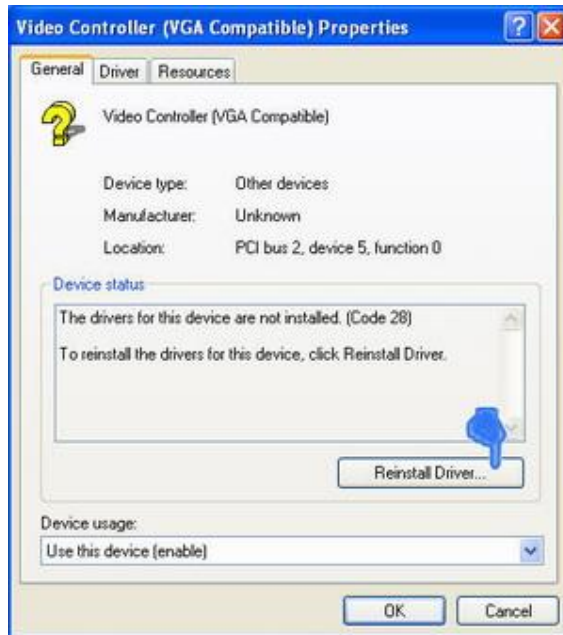 Video Controller (VGA Compatible) Properties
General Driver Resources
Video Controller (VGA Compatible)
Device type: Other devices
Manufacturer: Unknown
Location: PCI bus 2, device 5, function 0
Device status
The drivers for this device are not installed. (Code 28)
To reinstall the drivers for this device, click Reinstall Driver.
Reinstall Driver...
Device usage:
Use this device (enable)
OK Cancel